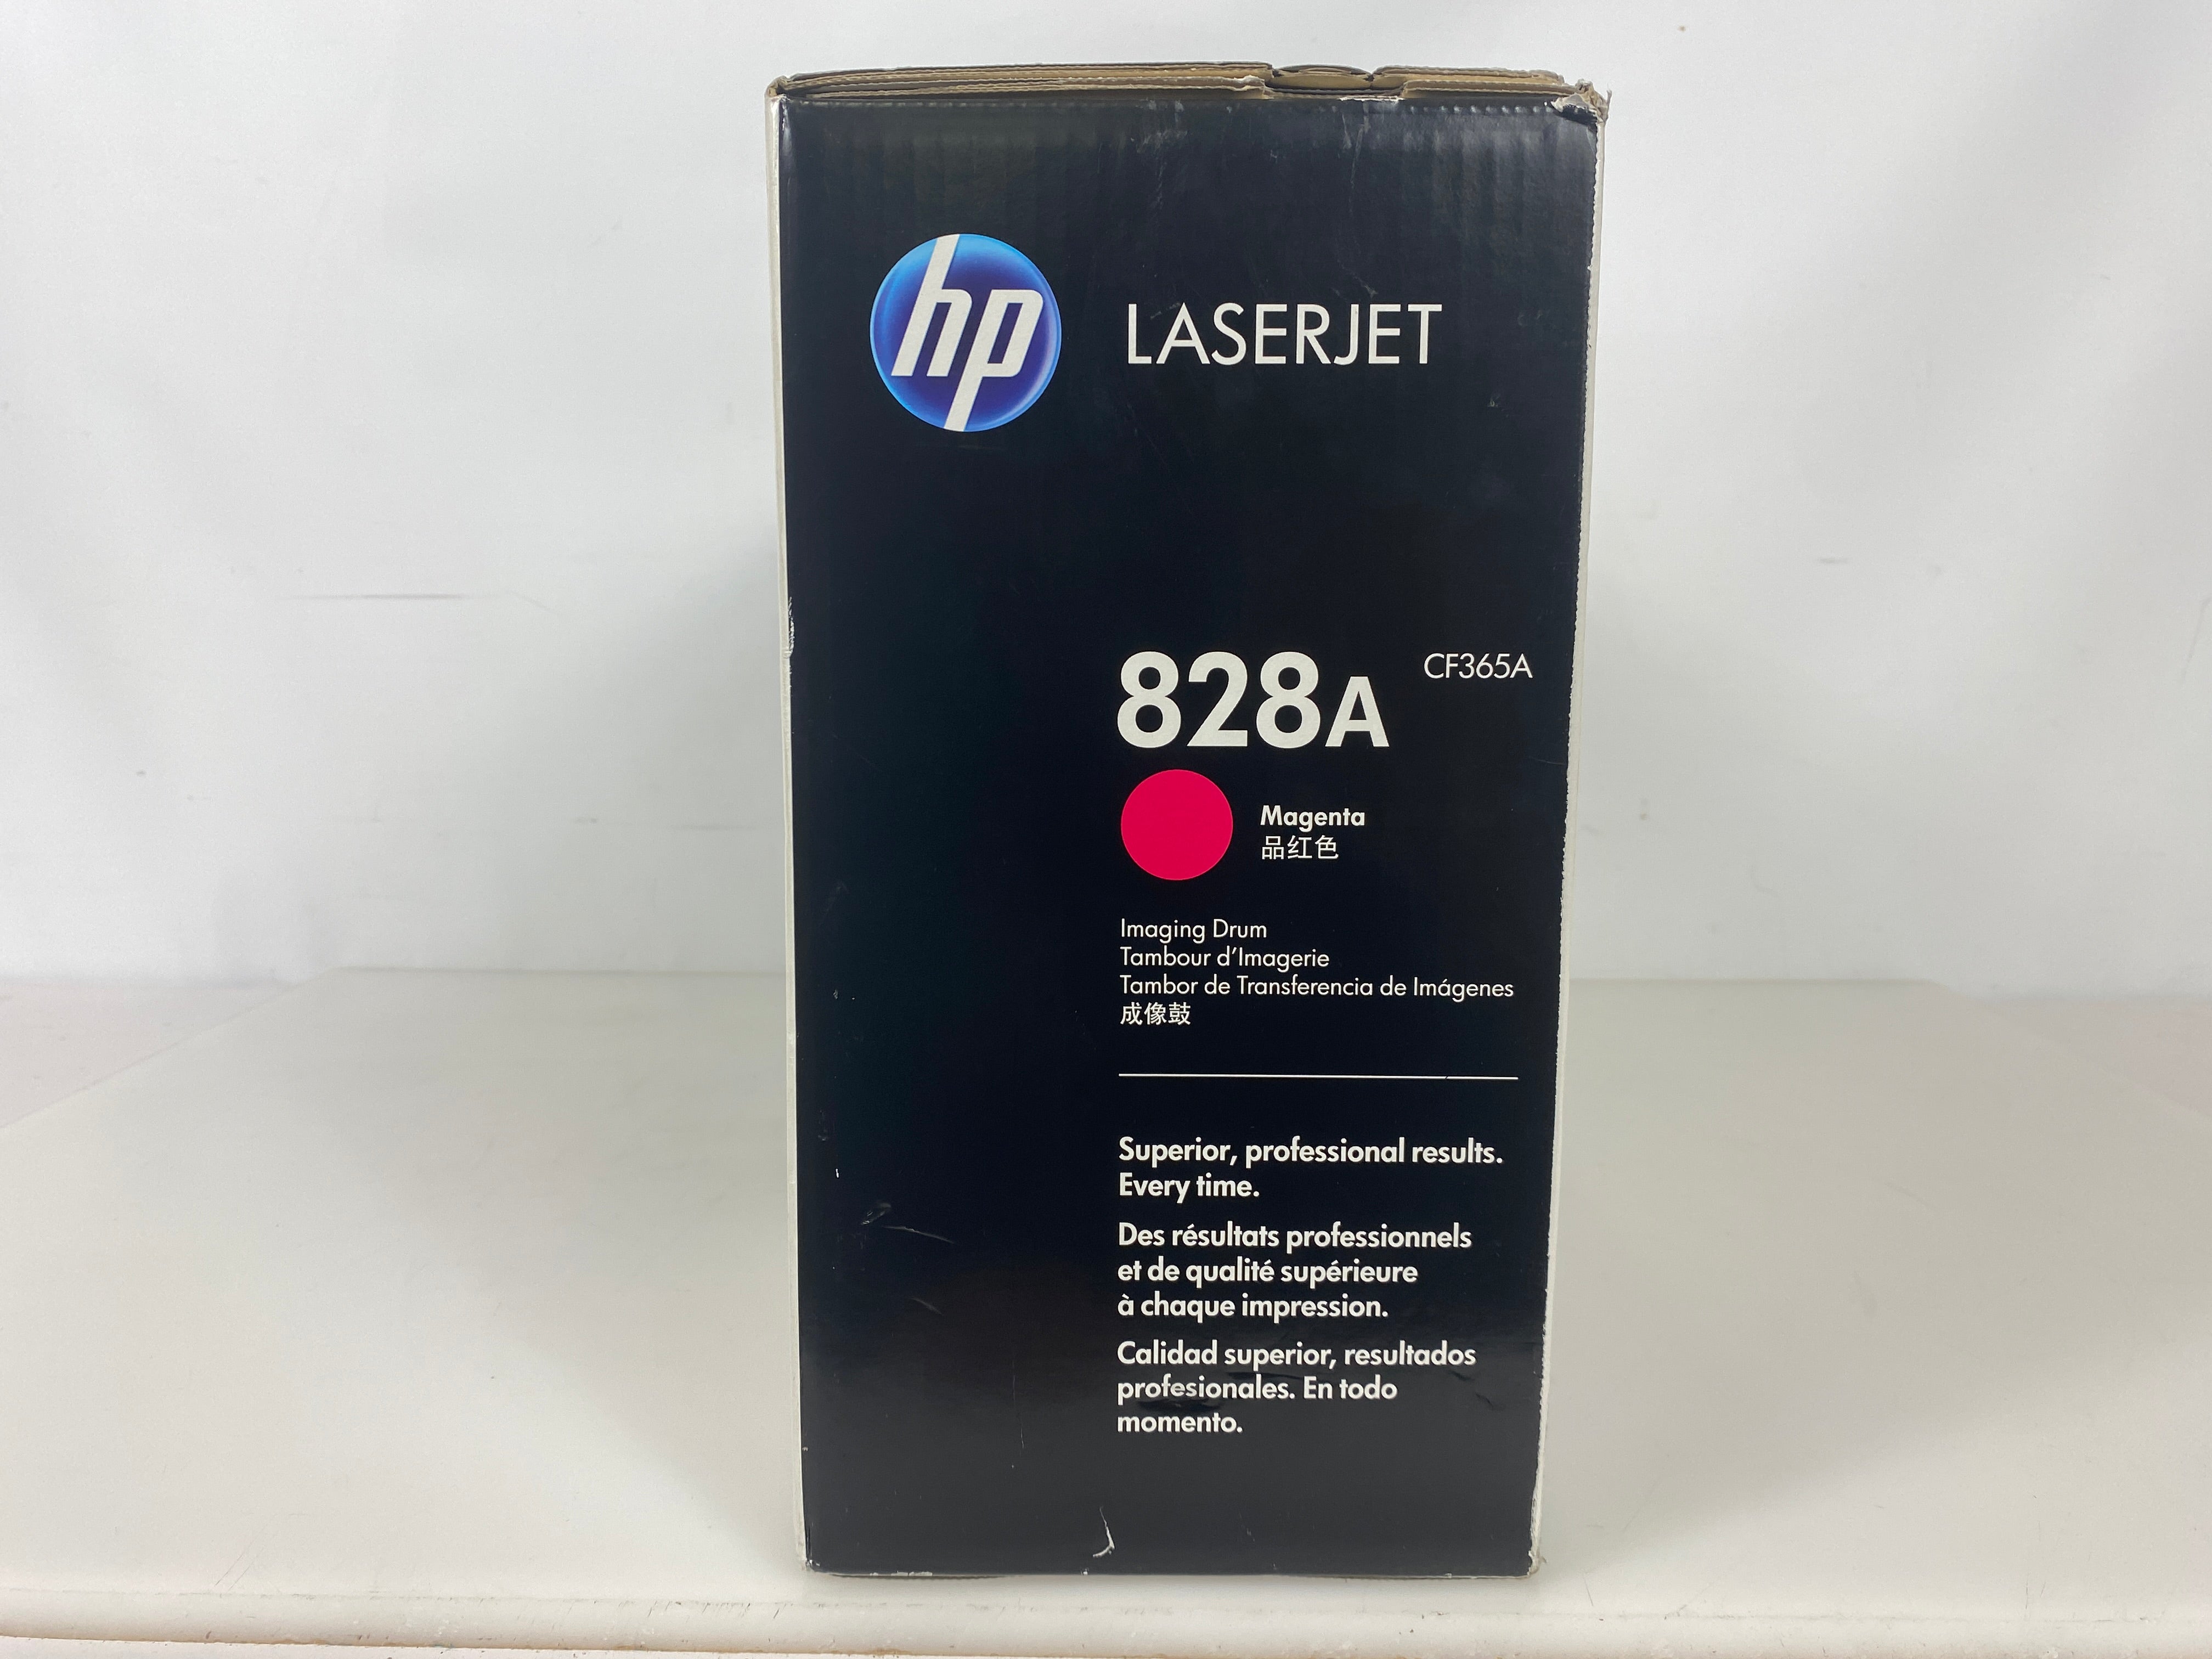 hp
LASERJET
828A
CF365A
Magenta
品红色
Imaging Drum
Tambour d'Imagerie
Tambor de Transferencia de Imágenes
成像鼓
Superior, professional results.
Every time.
Des résultats professionnels
et de qualité supérieure
à chaque impression.
Calidad superior, resultados
profesionales. En todo
momento.